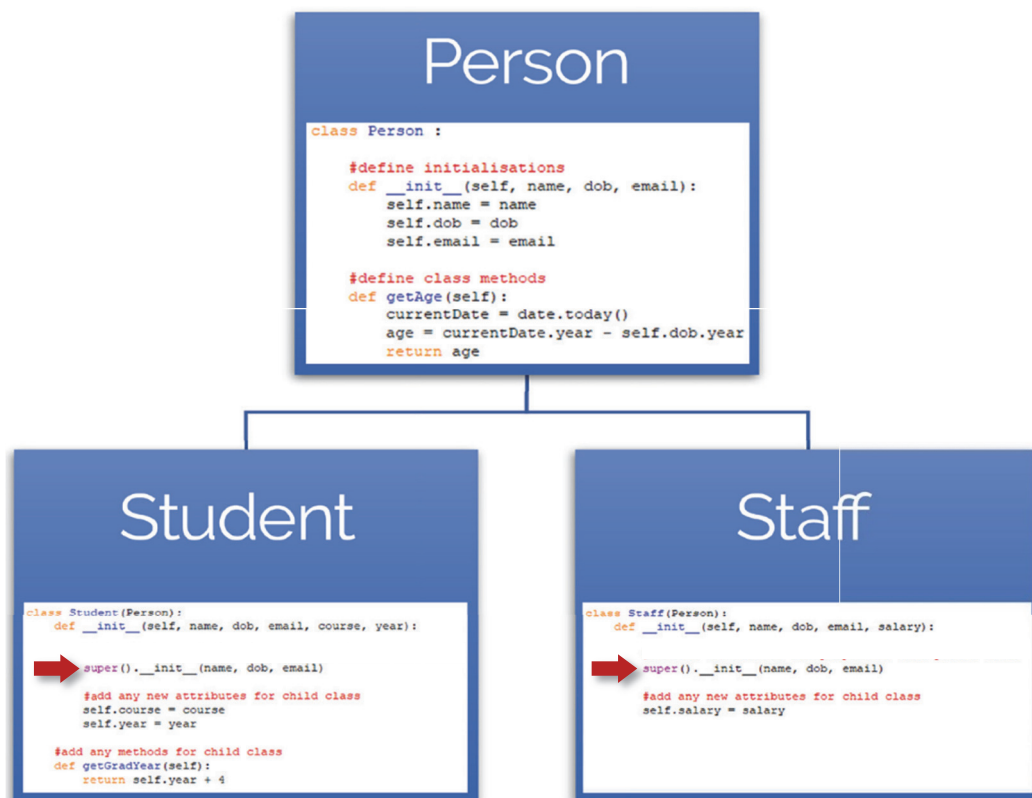 Person
class Person :
#define initialisations
def __init__(self, name, dob, email):
self.name = name
self.dob = dob
self.email = email
#define class methods
def getAge(self):
currentDate = date.today()
age = currentDate.year - self.dob.year
return age
Student
class Student(Person):
def __init__(self, name, dob, email, course, year):
super().__init__(name, dob, email)
#add any new attributes for child class
self.course = course
self.year = year
#add any methods for child class
def getGradYear(self):
return self.year + 4
Staff
class Staff(Person):
def __init__(self, name, dob, email, salary):
super().__init__(name, dob, email)
#add any new attributes for child class
self.salary = salary